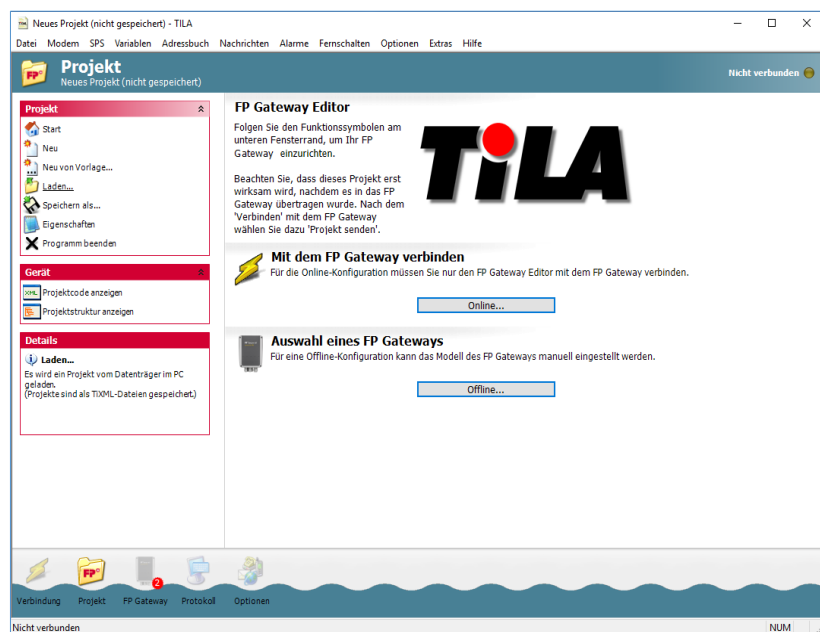 Neues Projekt (nicht gespeichert) - TILA
Datei Modem SPS Variablen Adressbuch Nachrichten Alarme Fernschalten Optionen Extras Hilfe
FP
Projekt
Neues Projekt (nicht gespeichert)
Nicht verbunden
Projekt
Start
Neu
Neu von Vorlage...
Laden...
Speichern als...
Eigenschaften
Programm beenden
Gerät
XML Projektcode anzeigen
Projektstruktur anzeigen
Details
Laden...
Es wird ein Projekt vom Datenträger im PC
geladen.
(Projekte sind als TiXML-Dateien gespeichert.)
FP Gateway Editor
Folgen Sie den Funktionssymbolen am
unteren Fensterrand, um Ihr FP
Gateway einzurichten.
Beachten Sie, dass dieses Projekt erst
wirksam wird, nachdem es in das FP
Gateway übertragen wurde. Nach dem
'Verbinden' mit dem FP Gateway
wählen Sie dazu 'Projekt senden'.
TiLA
Mit dem FP Gateway verbinden
Für die Online-Konfiguration müssen Sie nur den FP Gateway Editor mit dem FP Gateway verbinden.
Online...
Auswahl eines FP Gateways
Für eine Offline-Konfiguration kann das Modell des FP Gateways manuell eingestellt werden.
Offline...
FP
2
Verbindung Projekt FP Gateway Protokoll Optionen
Nicht verbunden
NUM